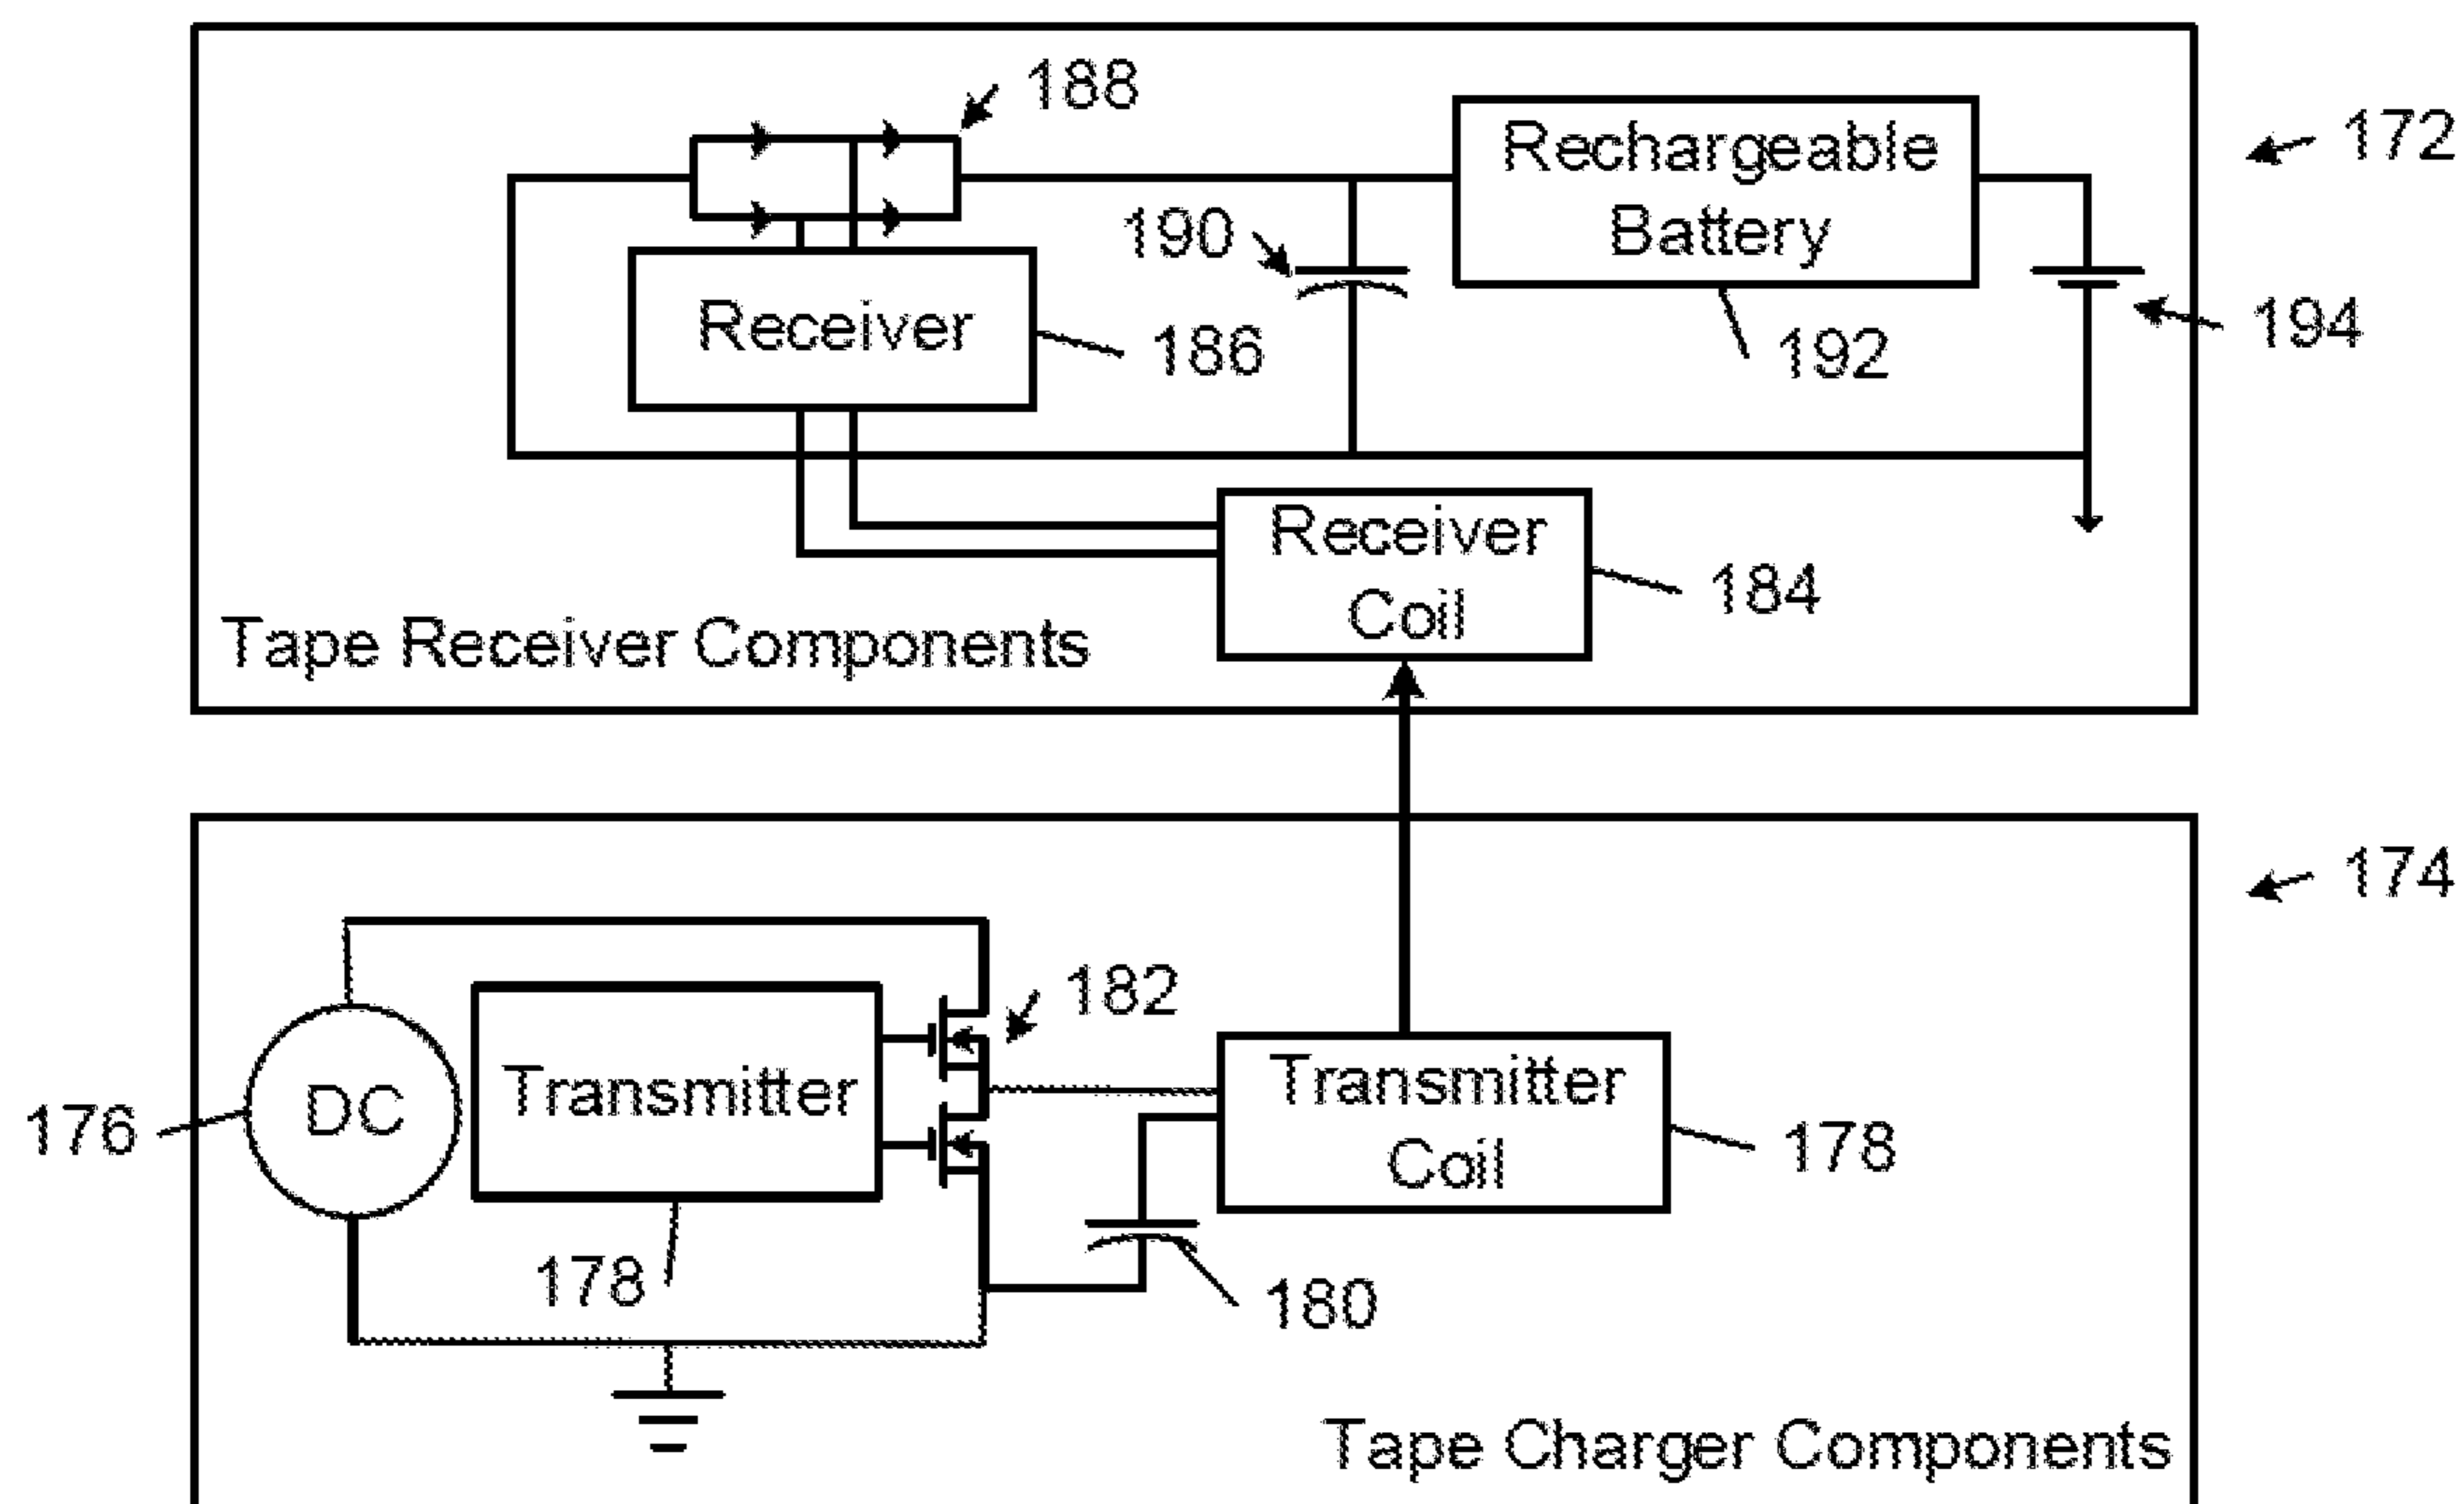 188
Rechargeable
Battery
172
190
Receiver
186
192
194
Receiver
Coil
184
Tape Receiver Components
174
182
DC
Transmitter
Transmitter
Coil
176
178
178
180
Tape Charger Components